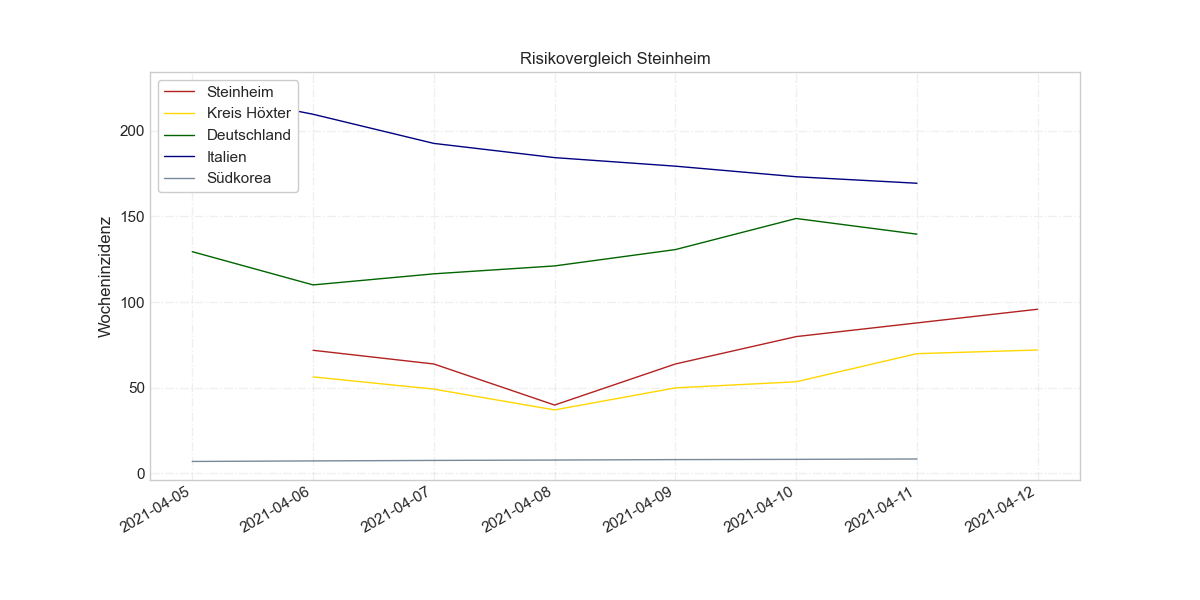 Risikovergleich Steinheim
Steinheim
Kreis Höxter
Deutschland
Italien
Südkorea
Wocheninzidenz
200
150
100
50
0
2021-04-05
2021-04-06
2021-04-07
2021-04-08
2021-04-09
2021-04-10
2021-04-11
2021-04-12